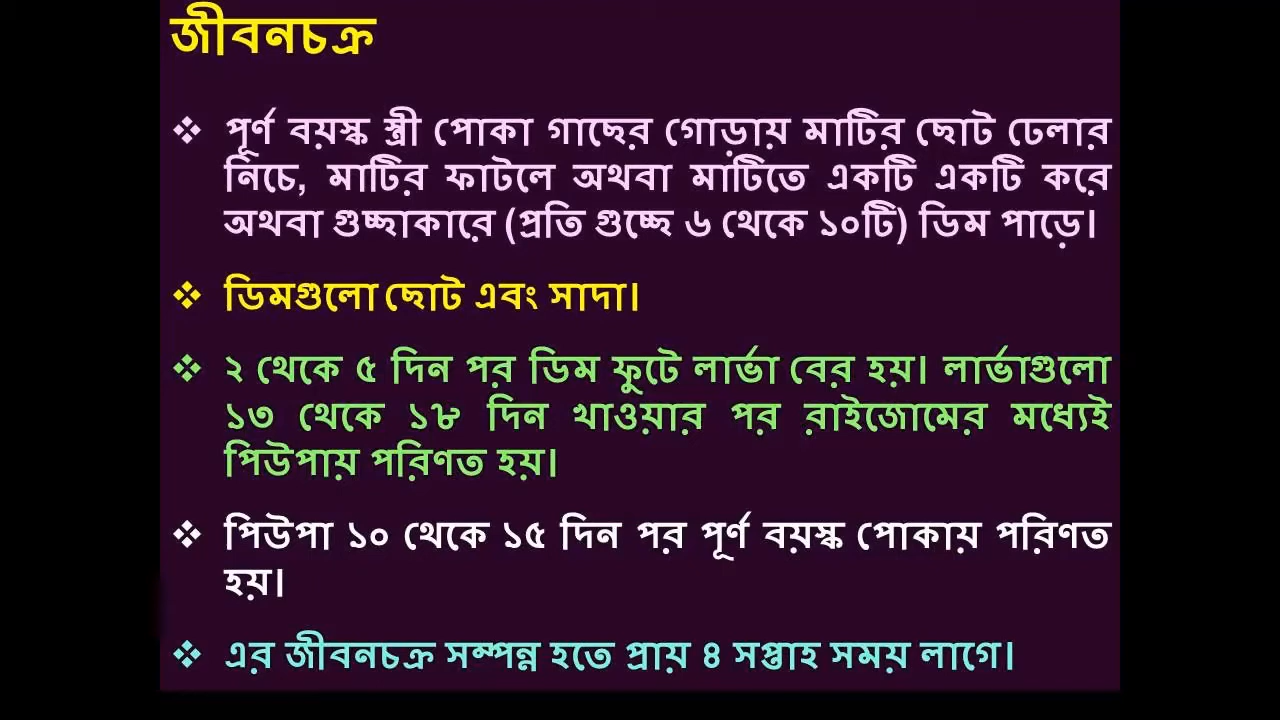 জীবনচক্র
❖ পূর্ণ বয়স্ক স্ত্রী পোকা গাছের গোড়ায় মাটির ছোট ঢেলার
নিচে, মাটির ফাটলে অথবা মাটিতে একটি একটি করে
অথবা গুচ্ছাকারে (প্রতি গুচ্ছে ৬ থেকে ১০টি) ডিম পাড়ে।
❖ ডিমগুলো ছোট এবং সাদা।
❖ ২ থেকে ৫ দিন পর ডিম ফুটে লার্ভা বের হয়। লার্ভাগুলো
১৩ থেকে ১৮ দিন খাওয়ার পর রাইজোমের মধ্যেই
পিউপায় পরিণত হয়।
❖ পিউপা ১০ থেকে ১৫ দিন পর পূর্ণ বয়স্ক পোকায় পরিণত
হয়।
❖ এর জীবনচক্র সম্পন্ন হতে প্রায় ৪ সপ্তাহ সময় লাগে।